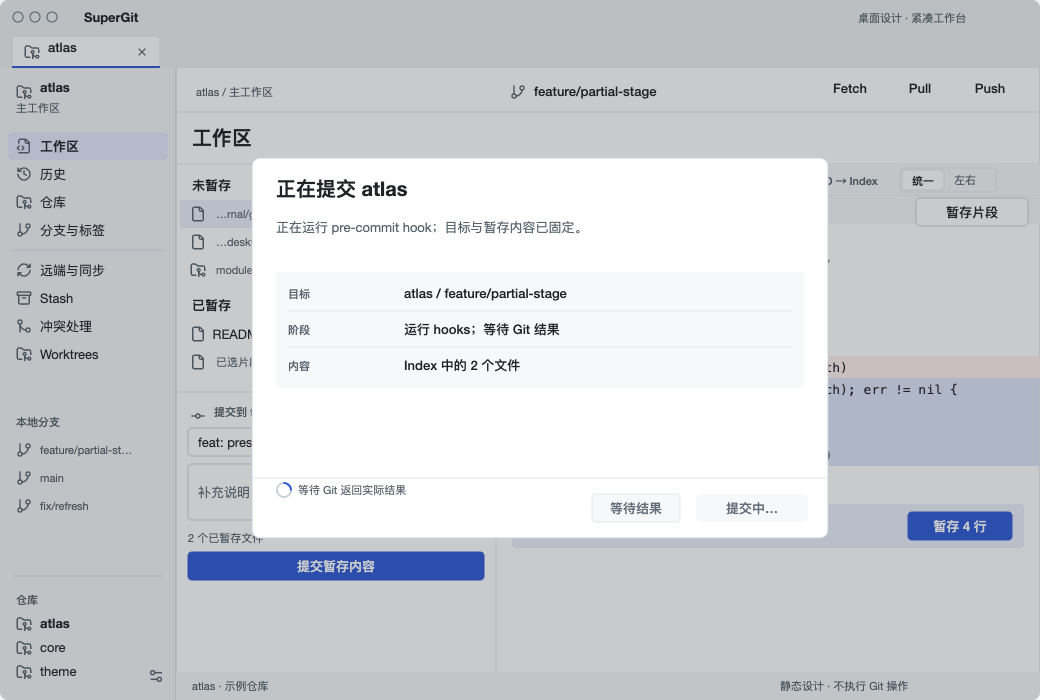 SuperGit
桌面设计 · 紧凑工作台
atlas
atlas
主工作区
atlas / 主工作区
feature/partial-stage
Fetch
Pull
Push
工作区
历史
仓库
分支与标签
远端与同步
Stash
冲突处理
Worktrees
本地分支
feature/partial-st...
main
fix/refresh
仓库
atlas
core
theme
工作区
未暂存
...rnal/
...desk
module
已暂存
READ
已选片
提交到
feat: pres
补充说明
2 个已暂存文件
提交暂存内容
→ Index
统一
左右
暂存片段
th)
ch); err != nil {
)
暂存 4 行
正在提交 atlas
正在运行 pre-commit hook；目标与暂存内容已固定。
目标
atlas / feature/partial-stage
阶段
运行 hooks；等待 Git 结果
内容
Index 中的 2 个文件
等待 Git 返回实际结果
等待结果
提交中...
atlas · 示例仓库
静态设计 · 不执行 Git 操作